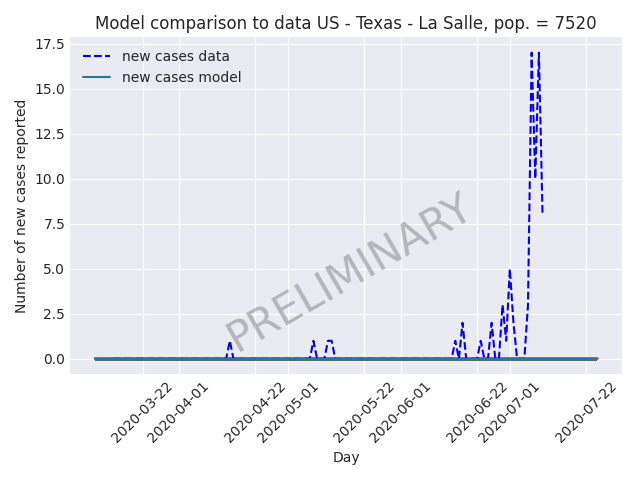 Model comparison to data US - Texas - La Salle, pop. = 7520
new cases data
new cases model
Number of new cases reported
17.5
15.0
12.5
10.0
7.5
5.0
2.5
0.0
PRELIMINARY
2020-03-22
2020-04-01
2020-04-22
2020-05-01
2020-05-22
2020-06-01
2020-06-22
2020-07-01
2020-07-22
Day